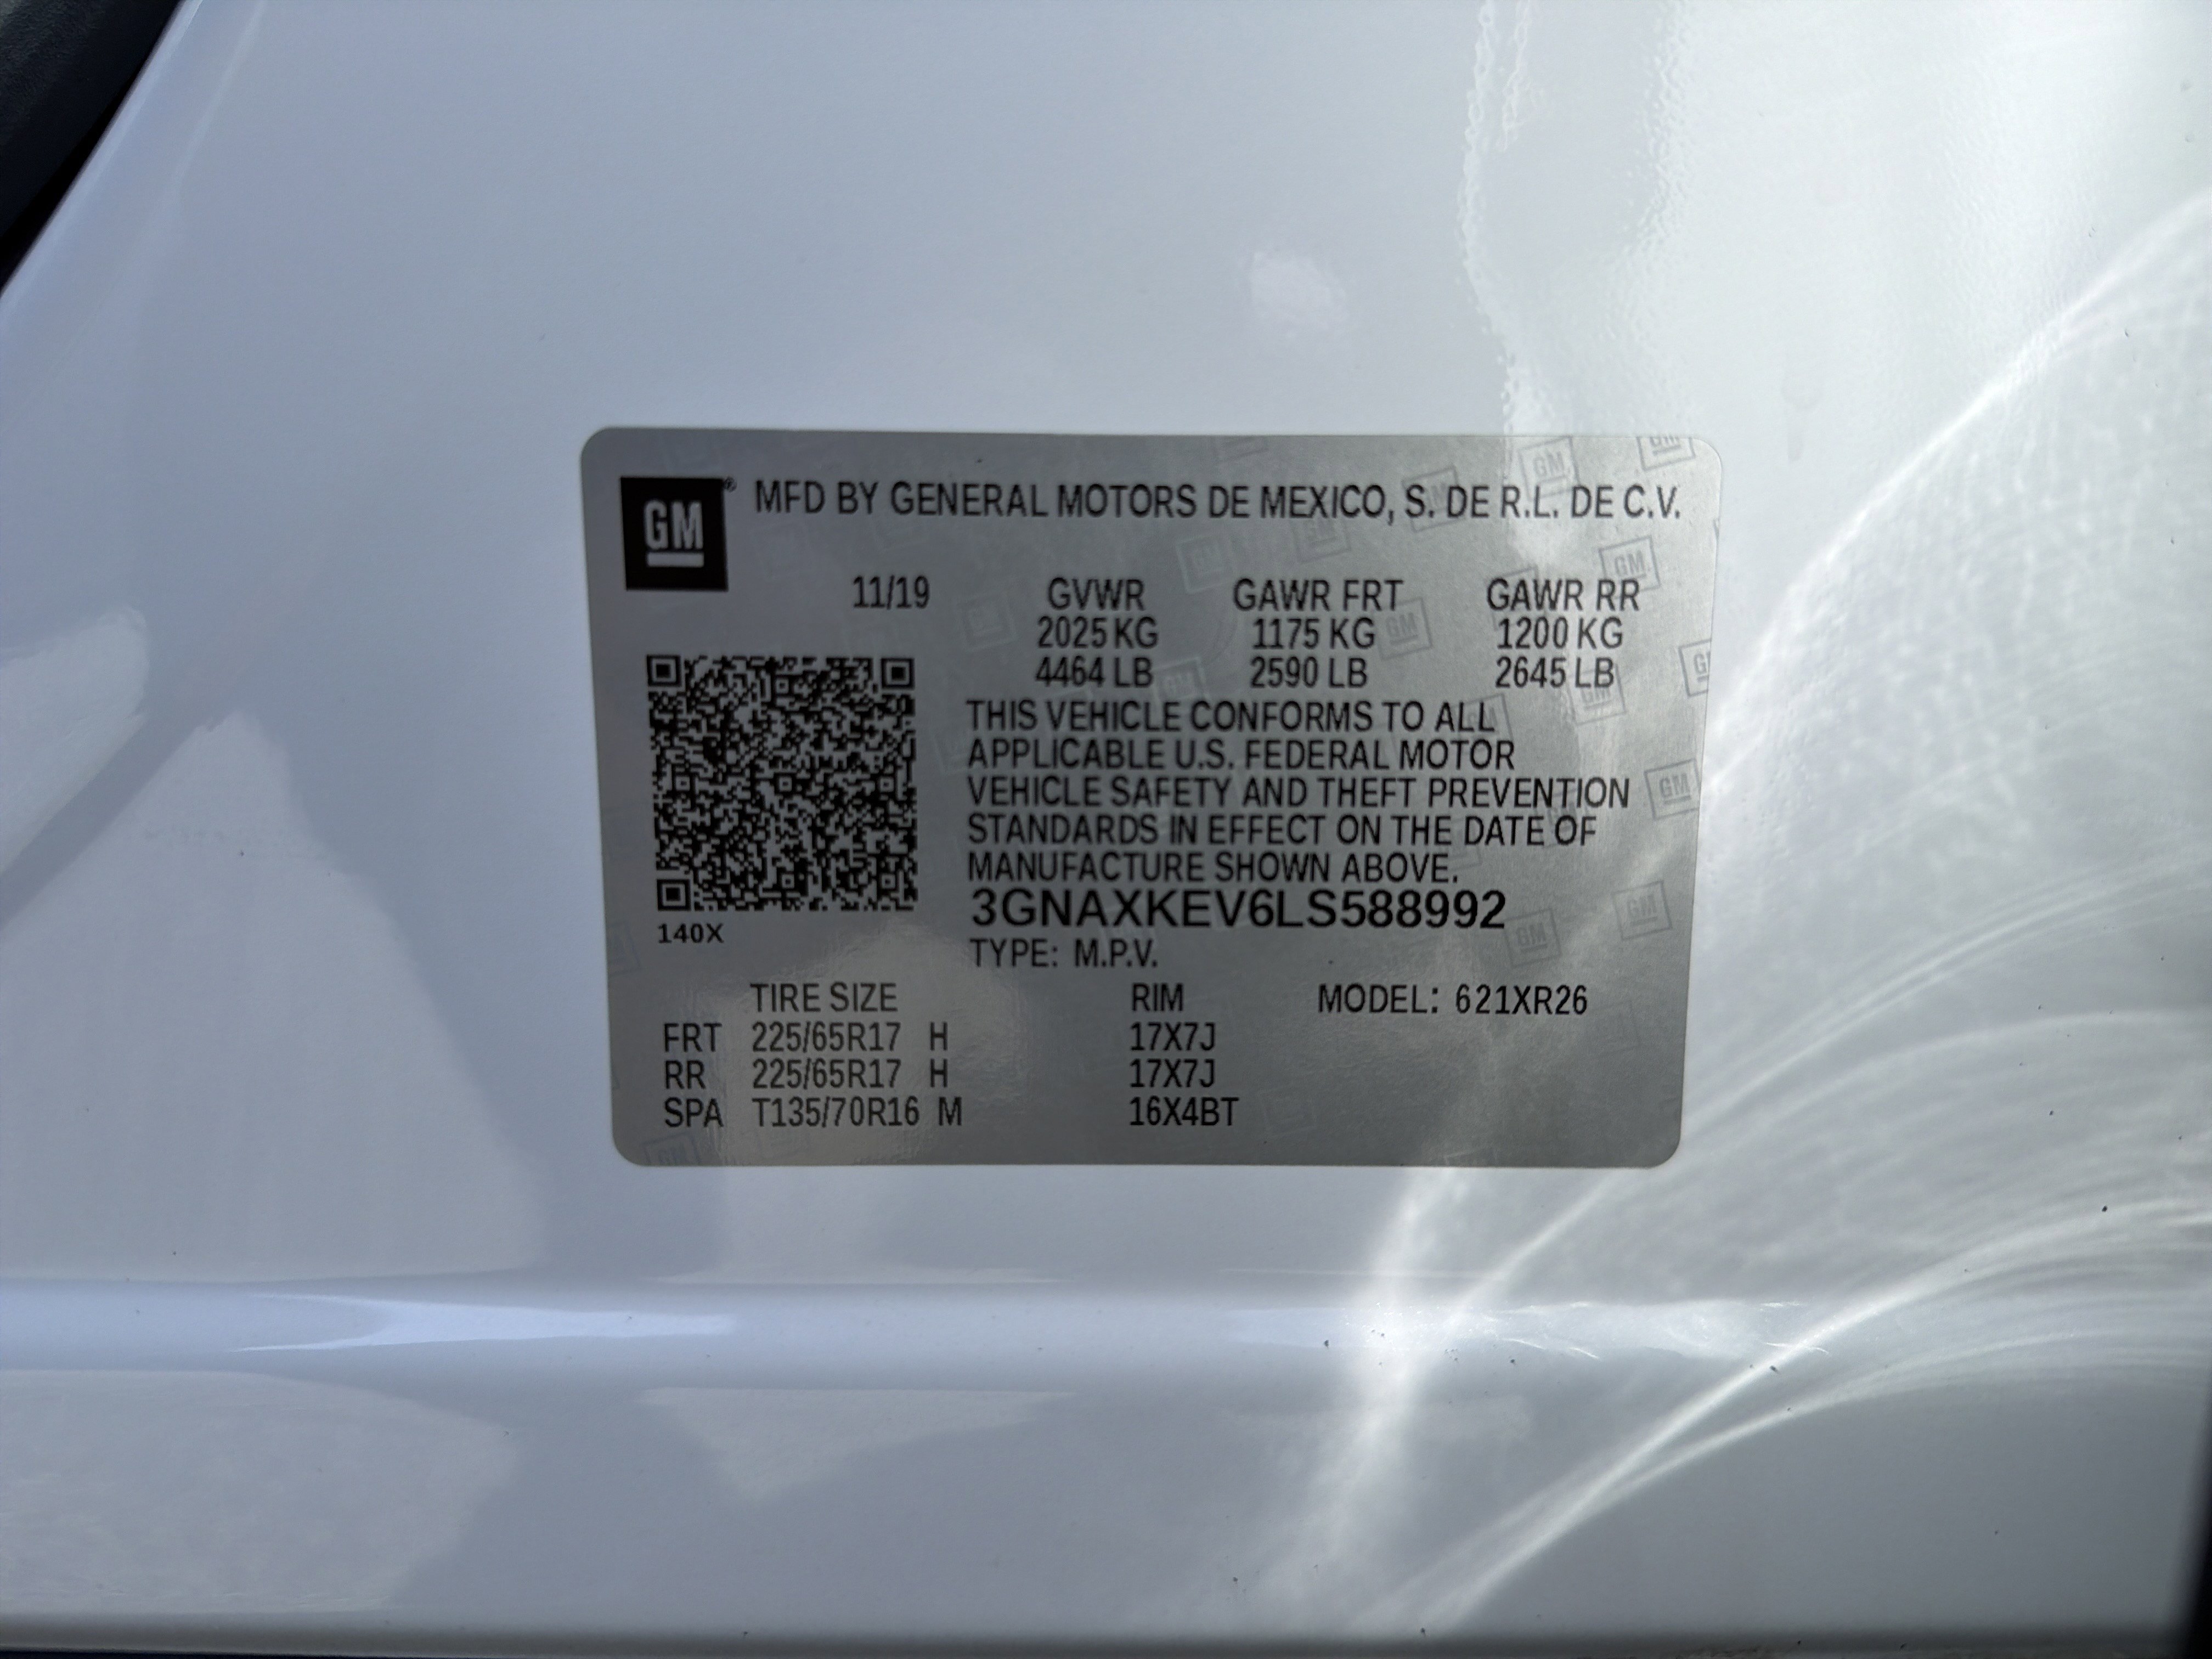 GM® MFD BY GENERAL MOTORS DE MEXICO, S. DE R.L. DE C.V.
11/19 GVWR GAWR FRT GAWR RR
2025 KG 1175 KG 1200 KG
4464 LB 2590 LB 2645 LB
THIS VEHICLE CONFORMS TO ALL
APPLICABLE U.S. FEDERAL MOTOR
VEHICLE SAFETY AND THEFT PREVENTION
STANDARDS IN EFFECT ON THE DATE OF
MANUFACTURE SHOWN ABOVE.
3GNAXKEV6LS588992
140X
TYPE: M.P.V.
TIRE SIZE RIM MODEL: 621XR26
FRT 225/65R17 H 17X7J
RR 225/65R17 H 17X7J
SPA T135/70R16 M 16X4BT